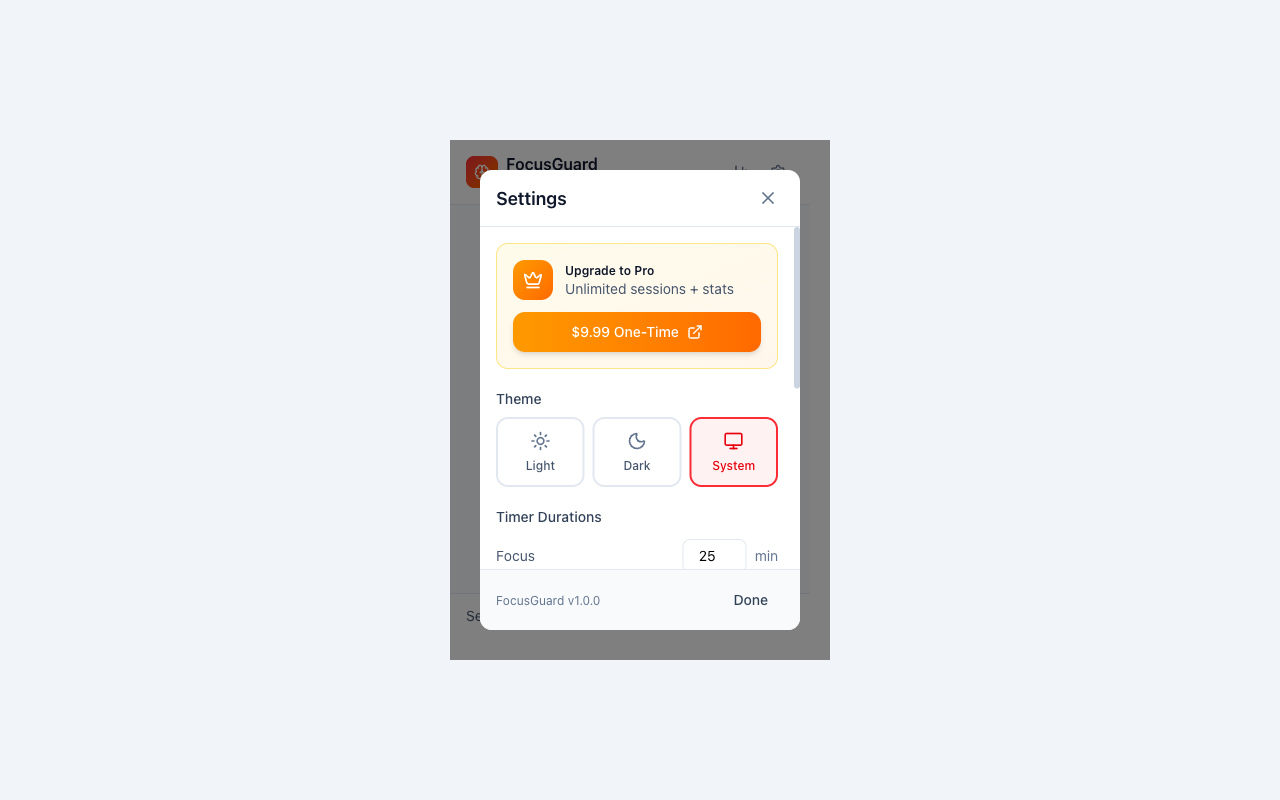 FocusGuard
Settings
Upgrade to Pro
Unlimited sessions + stats
$9.99 One-Time
Theme
Light
Dark
System
Timer Durations
Focus
25
min
FocusGuard v1.0.0
Done